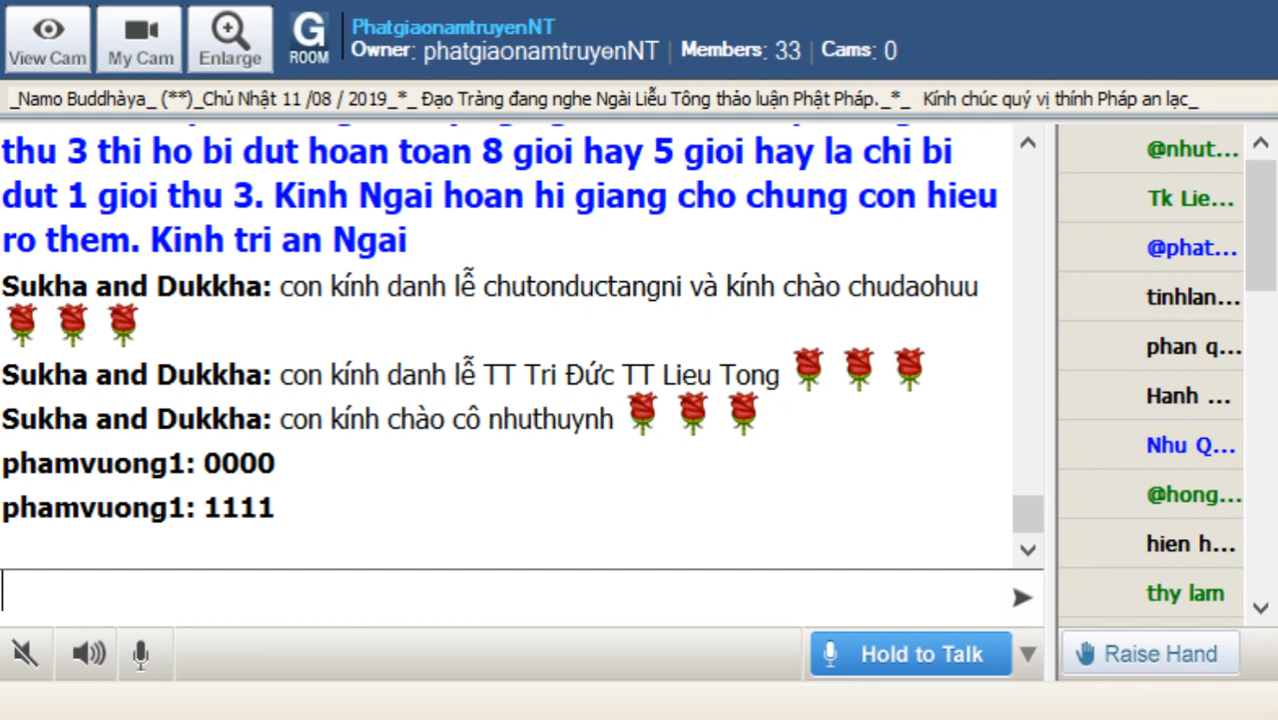 View Cam
My Cam
Enlarge
G
ROOM
PhatgiaonamtruyenNT
Owner: phatgiaonamtruyenNT | Members: 33 | Cams: 0
_Namo Buddhàya_ (**)_Chủ Nhật 11 /08 / 2019_*_ Đạo Tràng đang nghe Ngài Liễu Tông thảo luận Phật Pháp._*_ Kính chúc quý vị thính Pháp an lạc_
thu 3 thi ho bi dut hoan toan 8 gioi hay 5 gioi hay la chi bi
dut 1 gioi thu 3. Kinh Ngai hoan hi giang cho chung con hieu
ro them. Kinh tri an Ngai
Sukha and Dukkha: con kính danh lễ chutonductangni và kính chào chudaohuu
Sukha and Dukkha: con kính danh lễ TT Tri Đức TT Lieu Tong
Sukha and Dukkha: con kính chào cô nhuthuynh
phamvuong1: 0000
phamvuong1: 1111
@nhut...
Tk Lie...
@phat...
tinhlan...
phan q...
Hanh ...
Nhu Q...
@hong...
hien h...
thy lam
Hold to Talk
Raise Hand